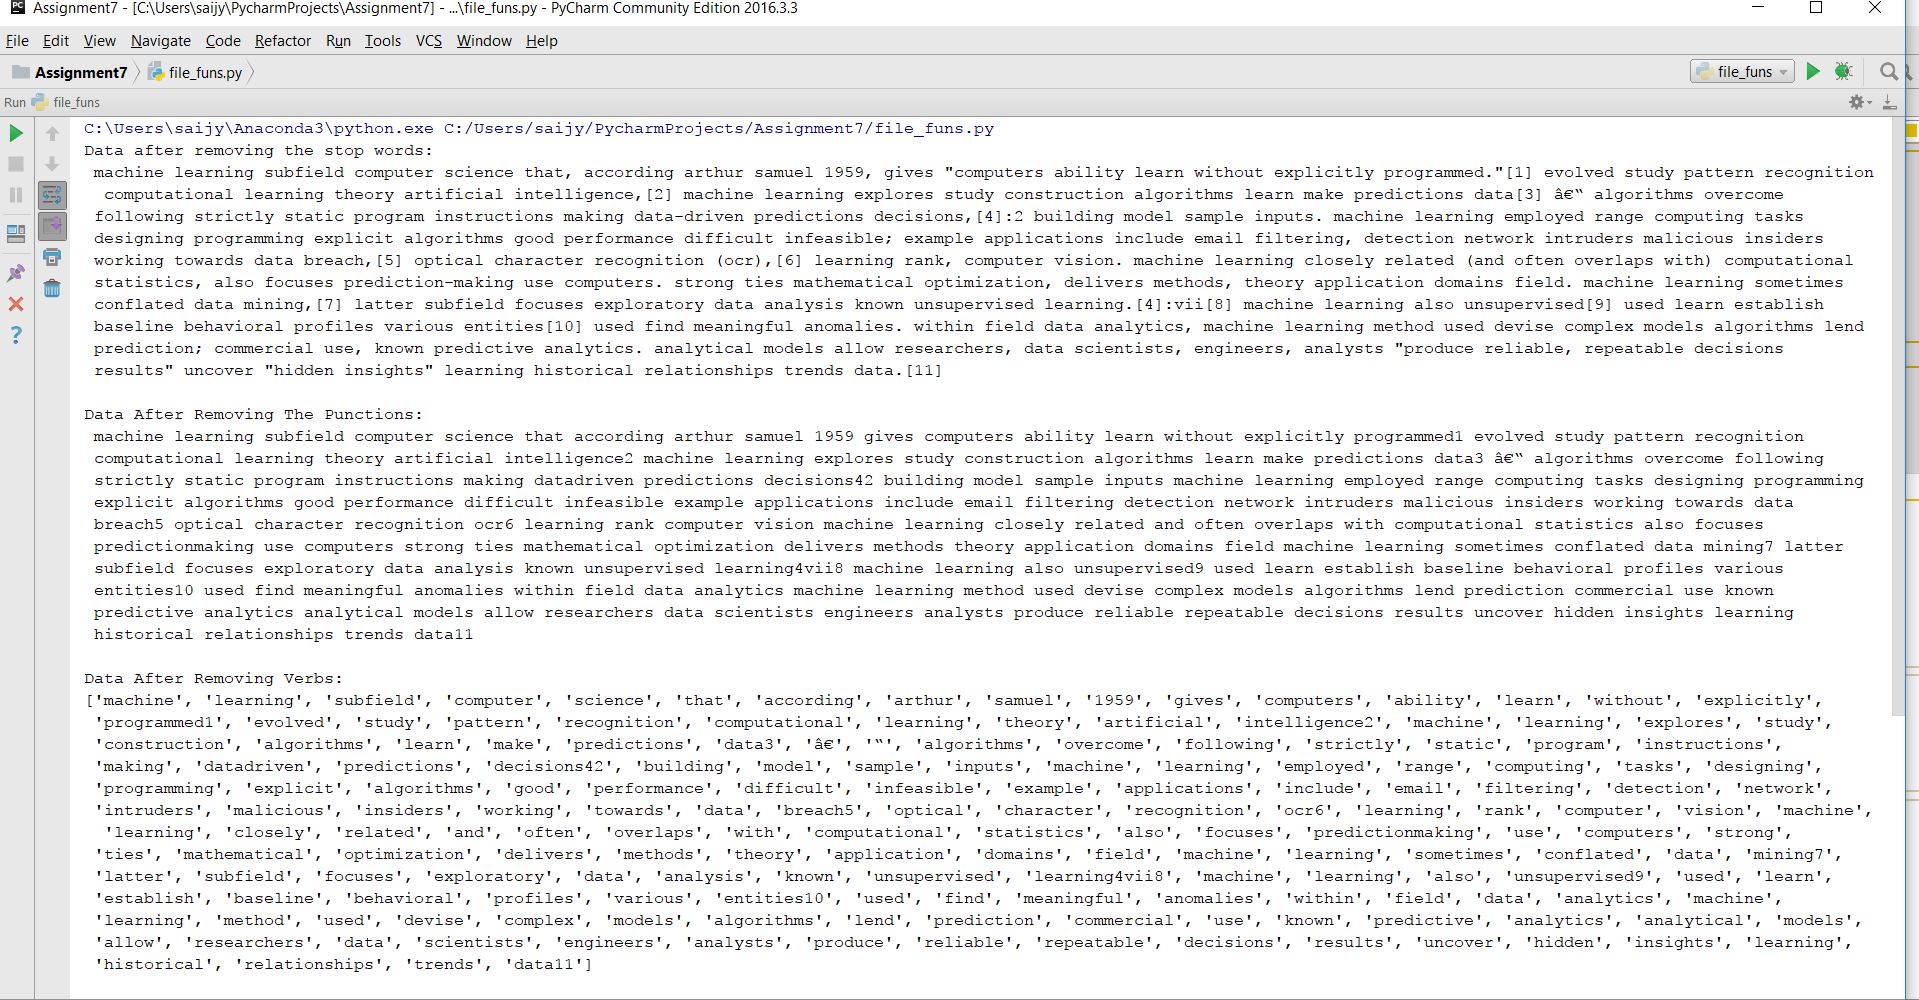 Assignment7 - [C:\Users\saijy\PycharmProjects\Assignment7] - ...\file_funs.py - PyCharm Community Edition 2016.3.3
File Edit View Navigate Code Refactor Run Tools VCS Window Help
Assignment7 file_funs.py file_funs
Run file_funs
C:\Users\saijy\Anaconda3\python.exe C:/Users/saijy/PycharmProjects/Assignment7/file_funs.py
Data after removing the stop words:
machine learning subfield computer science that, according arthur samuel 1959, gives "computers ability learn without explicitly programmed."[1] evolved study pattern recognition
computational learning theory artificial intelligence,[2] machine learning explores study construction algorithms learn make predictions data[3] â€“ algorithms overcome
following strictly static program instructions making data-driven predictions decisions,[4]:2 building model sample inputs. machine learning employed range computing tasks
designing programming explicit algorithms good performance difficult infeasible; example applications include email filtering, detection network intruders malicious insiders
working towards data breach,[5] optical character recognition (ocr),[6] learning rank, computer vision. machine learning closely related (and often overlaps with) computational
statistics, also focuses prediction-making use computers. strong ties mathematical optimization, delivers methods, theory application domains field. machine learning sometimes
conflated data mining,[7] latter subfield focuses exploratory data analysis known unsupervised learning.[4]:vii[8] machine learning also unsupervised[9] used learn establish
baseline behavioral profiles various entities[10] used find meaningful anomalies. within field data analytics, machine learning method used devise complex models algorithms lend
prediction; commercial use, known predictive analytics. analytical models allow researchers, data scientists, engineers, analysts "produce reliable, repeatable decisions
results" uncover "hidden insights" learning historical relationships trends data.[11]
Data After Removing The Punctions:
machine learning subfield computer science that according arthur samuel 1959 gives computers ability learn without explicitly programmed1 evolved study pattern recognition
computational learning theory artificial intelligence2 machine learning explores study construction algorithms learn make predictions data3 â€“ algorithms overcome following
strictly static program instructions making datadriven predictions decisions42 building model sample inputs machine learning employed range computing tasks designing programming
explicit algorithms good performance difficult infeasible example applications include email filtering detection network intruders malicious insiders working towards data
breach5 optical character recognition ocr6 learning rank computer vision machine learning closely related and often overlaps with computational statistics also focuses
predictionmaking use computers strong ties mathematical optimization delivers methods theory application domains field machine learning sometimes conflated data mining7 latter
subfield focuses exploratory data analysis known unsupervised learning4vii8 machine learning also unsupervised9 used learn establish baseline behavioral profiles various
entities10 used find meaningful anomalies within field data analytics machine learning method used devise complex models algorithms lend prediction commercial use known
predictive analytics analytical models allow researchers data scientists engineers analysts produce reliable repeatable decisions results uncover hidden insights learning
historical relationships trends data11
Data After Removing Verbs:
['machine', 'learning', 'subfield', 'computer', 'science', 'that', 'according', 'arthur', 'samuel', '1959', 'gives', 'computers', 'ability', 'learn', 'without', 'explicitly',
'programmed1', 'evolved', 'study', 'pattern', 'recognition', 'computational', 'learning', 'theory', 'artificial', 'intelligence2', 'machine', 'learning', 'explores', 'study',
'construction', 'algorithms', 'learn', 'make', 'predictions', 'data3', 'â€', '“', 'algorithms', 'overcome', 'following', 'strictly', 'static', 'program', 'instructions',
'making', 'datadriven', 'predictions', 'decisions42', 'building', 'model', 'sample', 'inputs', 'machine', 'learning', 'employed', 'range', 'computing', 'tasks', 'designing',
'programming', 'explicit', 'algorithms', 'good', 'performance', 'difficult', 'infeasible', 'example', 'applications', 'include', 'email', 'filtering', 'detection', 'network',
'intruders', 'malicious', 'insiders', 'working', 'towards', 'data', 'breach5', 'optical', 'character', 'recognition', 'ocr6', 'learning', 'rank', 'computer', 'vision', 'machine',
'learning', 'closely', 'related', 'and', 'often', 'overlaps', 'with', 'computational', 'statistics', 'also', 'focuses', 'predictionmaking', 'use', 'computers', 'strong',
'ties', 'mathematical', 'optimization', 'delivers', 'methods', 'theory', 'application', 'domains', 'field', 'machine', 'learning', 'sometimes', 'conflated', 'data', 'mining7',
'latter', 'subfield', 'focuses', 'exploratory', 'data', 'analysis', 'known', 'unsupervised', 'learning4vii8', 'machine', 'learning', 'also', 'unsupervised9', 'used', 'learn',
'establish', 'baseline', 'behavioral', 'profiles', 'various', 'entities10', 'used', 'find', 'meaningful', 'anomalies', 'within', 'field', 'data', 'analytics', 'machine',
'learning', 'method', 'used', 'devise', 'complex', 'models', 'algorithms', 'lend', 'prediction', 'commercial', 'use', 'known', 'predictive', 'analytics', 'analytical', 'models',
'allow', 'researchers', 'data', 'scientists', 'engineers', 'analysts', 'produce', 'reliable', 'repeatable', 'decisions', 'results', 'uncover', 'hidden', 'insights', 'learning',
'historical', 'relationships', 'trends', 'data11']